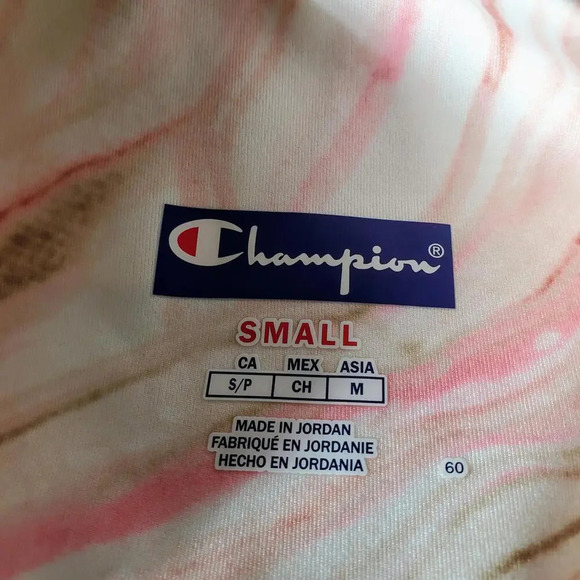 Champion®
SMALL
CA MEX ASIA
S/P CH M
MADE IN JORDAN
FABRIQUÉ EN JORDANIE
HECHO EN JORDANIA
60